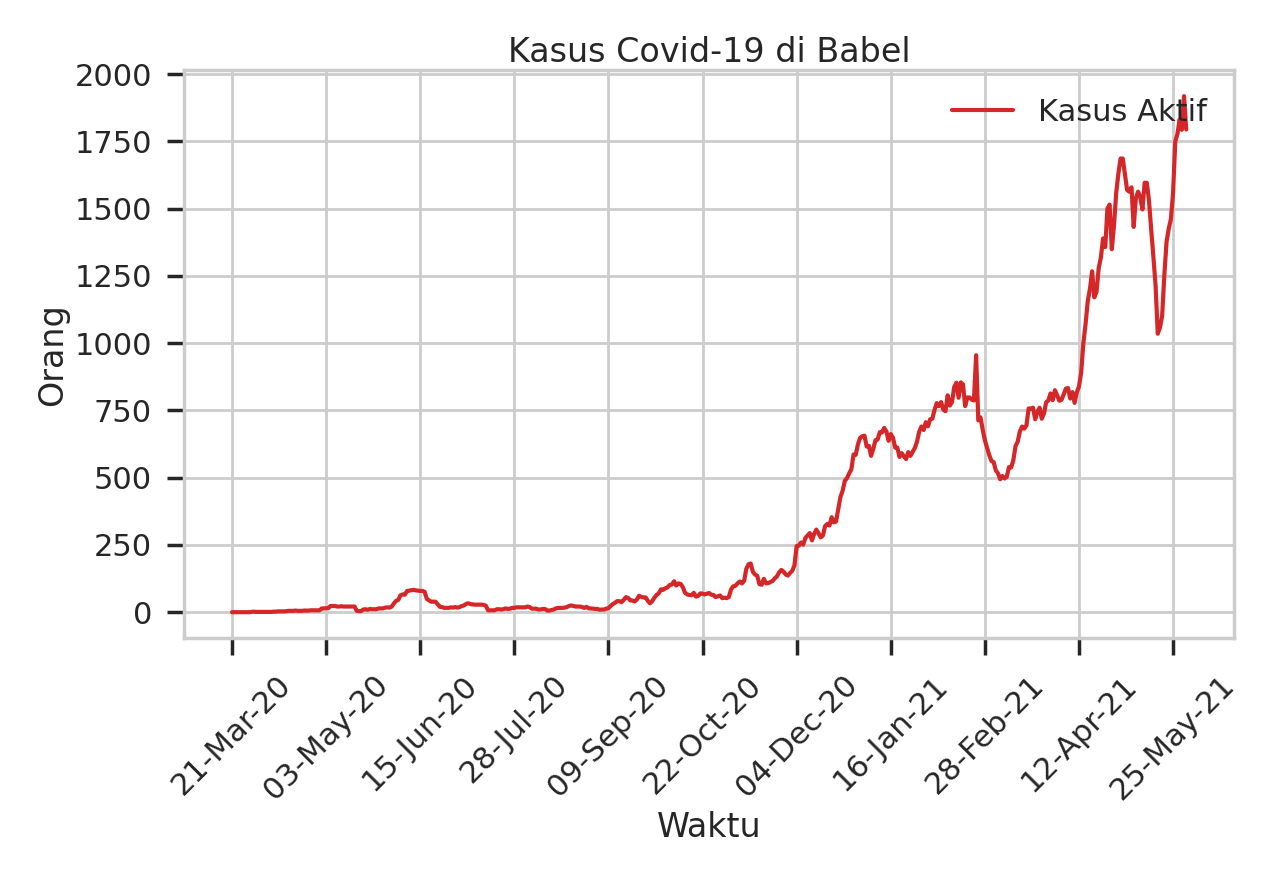 Kasus Covid-19 di Babel
Kasus Aktif
Orang
2000
1750
1500
1250
1000
750
500
250
0
21-Mar-20
03-May-20
15-Jun-20
28-Jul-20
09-Sep-20
22-Oct-20
04-Dec-20
16-Jan-21
28-Feb-21
12-Apr-21
25-May-21
Waktu